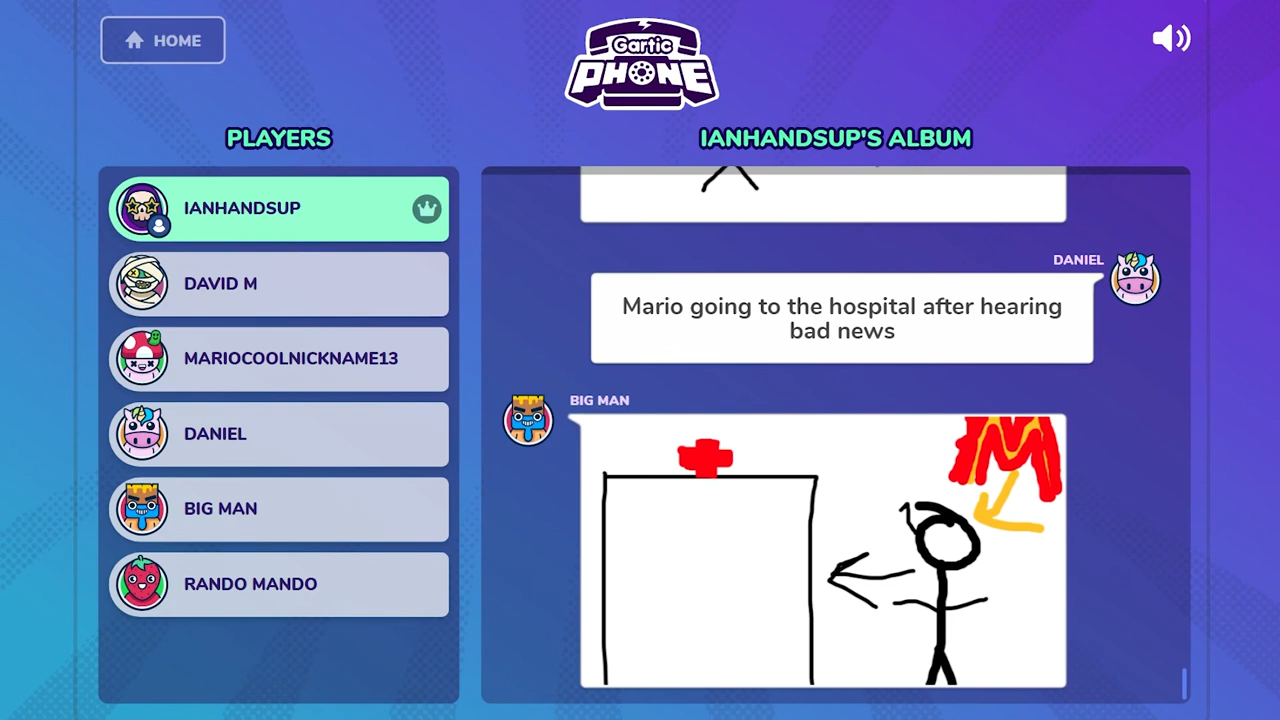 HOME
Gartic
PHONE
PLAYERS
IANHANDSUP
DAVID M
MARIOCOOLNICKNAME13
DANIEL
BIG MAN
RANDO MANDO
IANHANDSUP'S ALBUM
DANIEL
Mario going to the hospital after hearing
bad news
BIG MAN
M